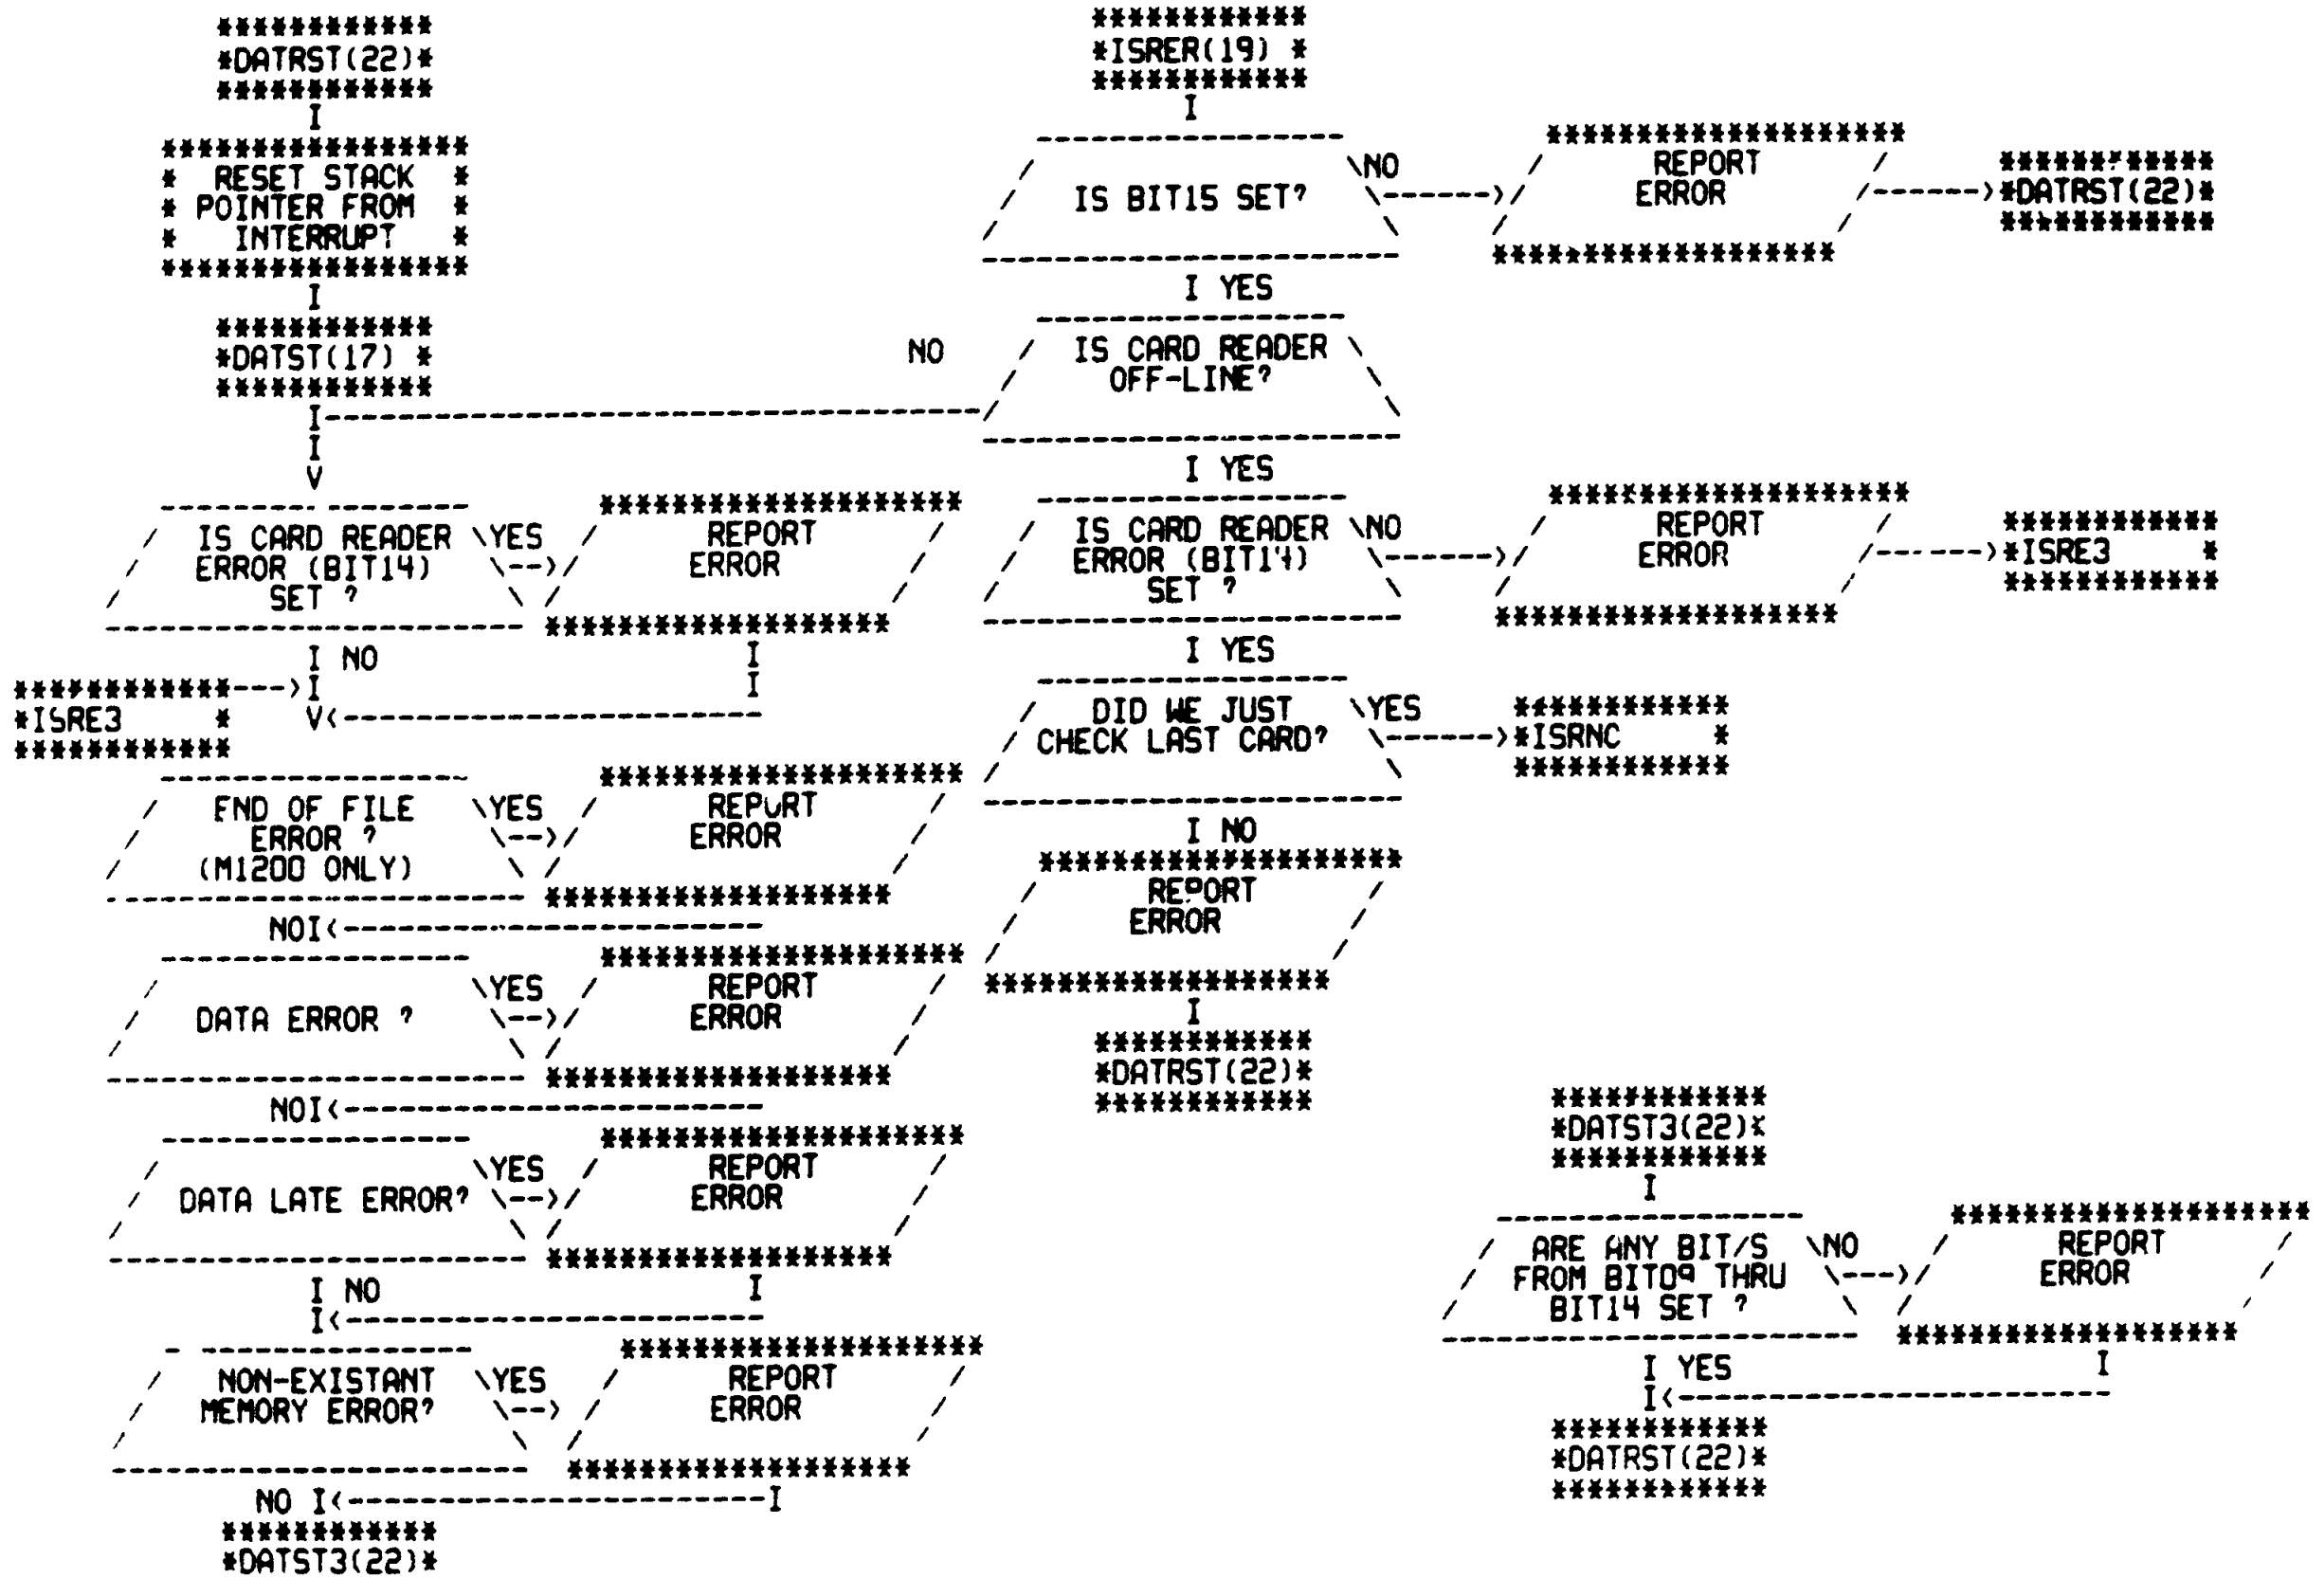 *DATRST(22)*
RESET STACK
POINTER FROM
INTERRUPT
*DATST(17) *
IS CARD READER
ERROR (BIT14)
SET ?
YES
REPORT
ERROR
NO
*ISRE3 *
END OF FILE
ERROR ?
(M1200 ONLY)
YES
REPORT
ERROR
NO
DATA ERROR ?
YES
REPORT
ERROR
NO
DATA LATE ERROR?
YES
REPORT
ERROR
NO
NON-EXISTANT
MEMORY ERROR?
YES
REPORT
ERROR
NO
*DATST3(22)*
*ISRER(19) *
IS BIT15 SET?
NO
REPORT
ERROR
*DATRST(22)*
YES
IS CARD READER
OFF-LINE?
NO
YES
IS CARD READER
ERROR (BIT14)
SET ?
NO
REPORT
ERROR
*ISRE3 *
YES
DID WE JUST
CHECK LAST CARD?
YES
*ISRNC *
NO
REPORT
ERROR
*DATRST(22)*
*DATST3(22)*
ARE ANY BIT/S
FROM BIT09 THRU
BIT14 SET ?
NO
REPORT
ERROR
YES
*DATRST(22)*